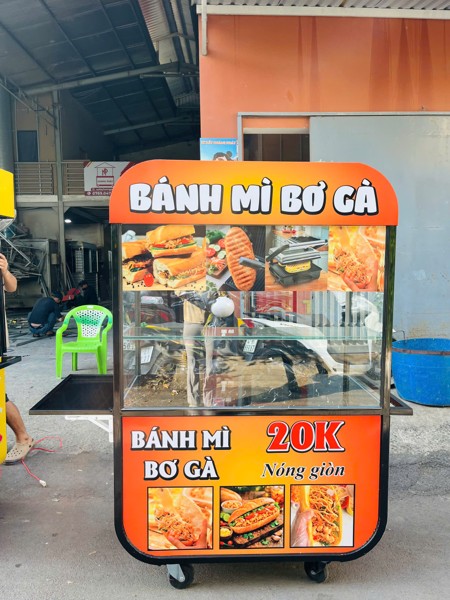 BÁNH MÌ BƠ GÀ
BÁNH MÌ
BƠ GÀ
20K
Nóng giòn